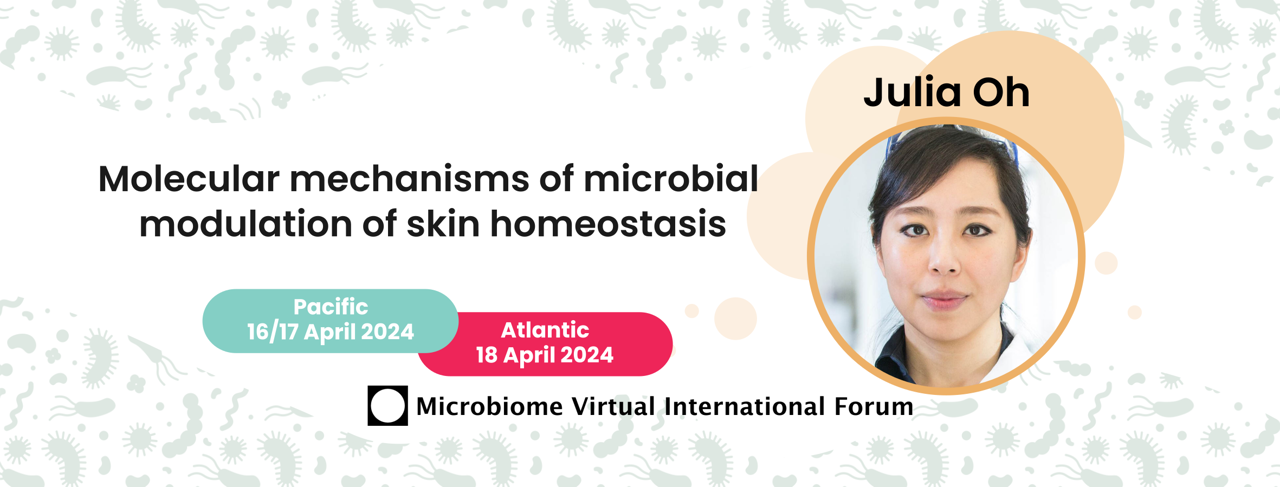 Julia Oh
Molecular mechanisms of microbial
modulation of skin homeostasis
Pacific
16/17 April 2024
Atlantic
18 April 2024
Microbiome Virtual International Forum